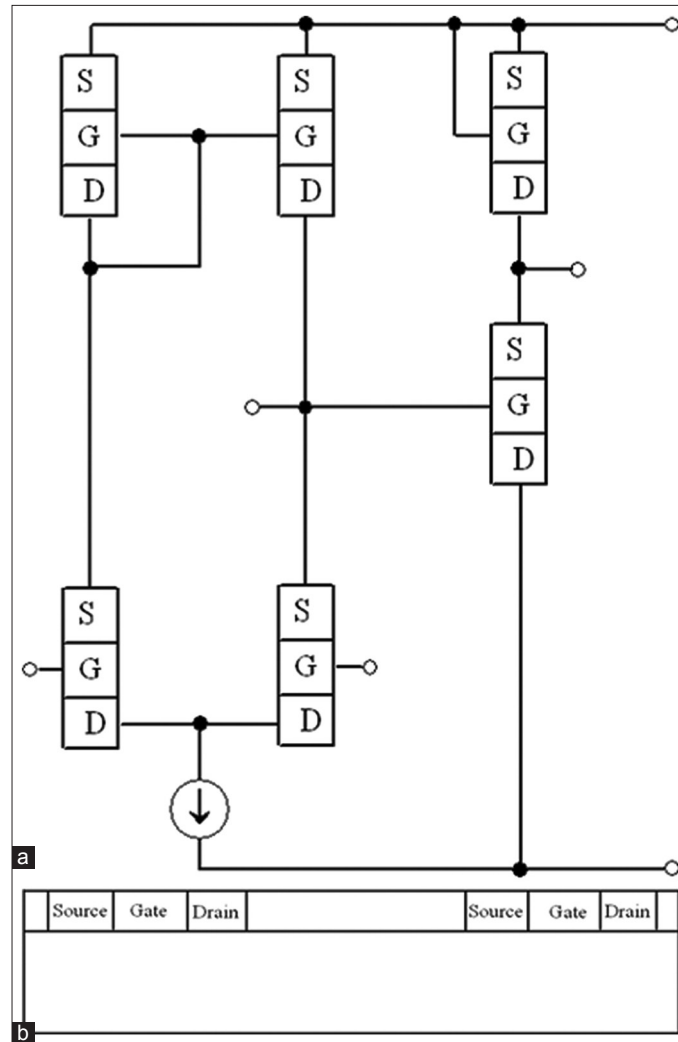 S S S
G G G
D D D
S
G
D
S S
G G
D D
a
Source Gate Drain Source Gate Drain
b